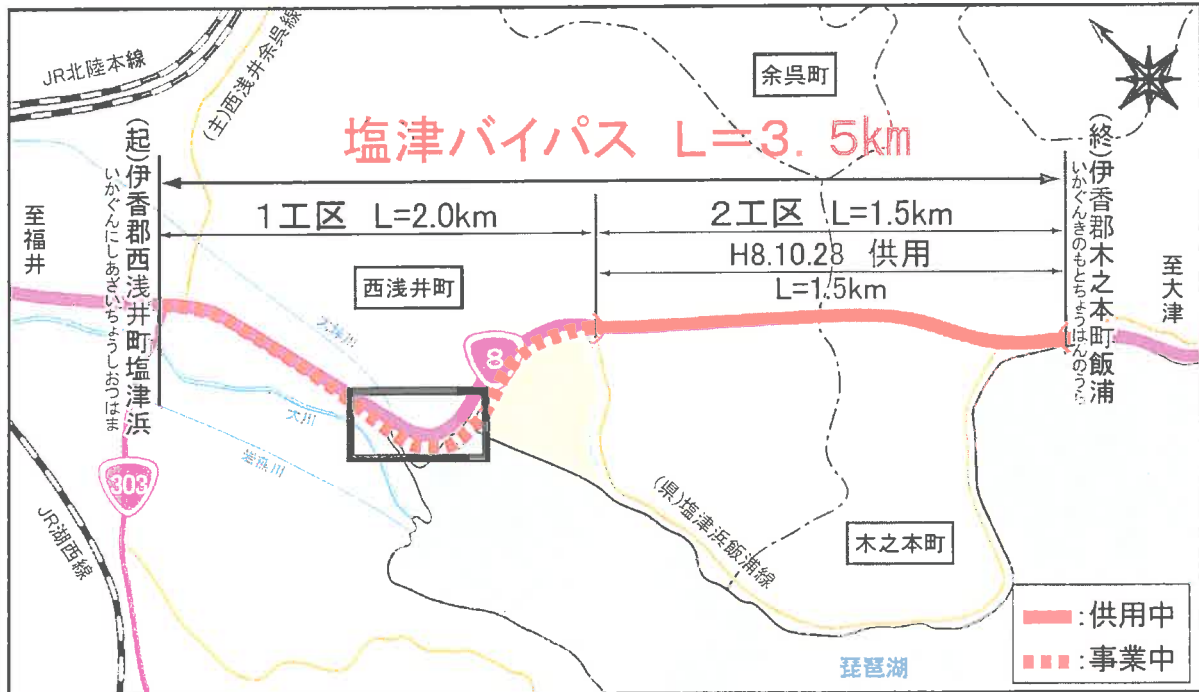 JR北陸本線
(主)西浅井余呉線
余呉町
塩津バイパス L=3. 5km
(起)伊香郡西浅井町塩津浜
いかぐんにしあざいちょうしおつはま
(終)伊香郡木之本町飯浦
いかぐんきのもとちょうはんのうら
至福井
1工区 L=2.0km
2工区 L=1.5km
H8.10.28 供用
L=1.5km
至大津
西浅井町
8
大川
303
JR湖西線
(県)塩津浜飯浦線
木之本町
琵琶湖
:供用中
:事業中